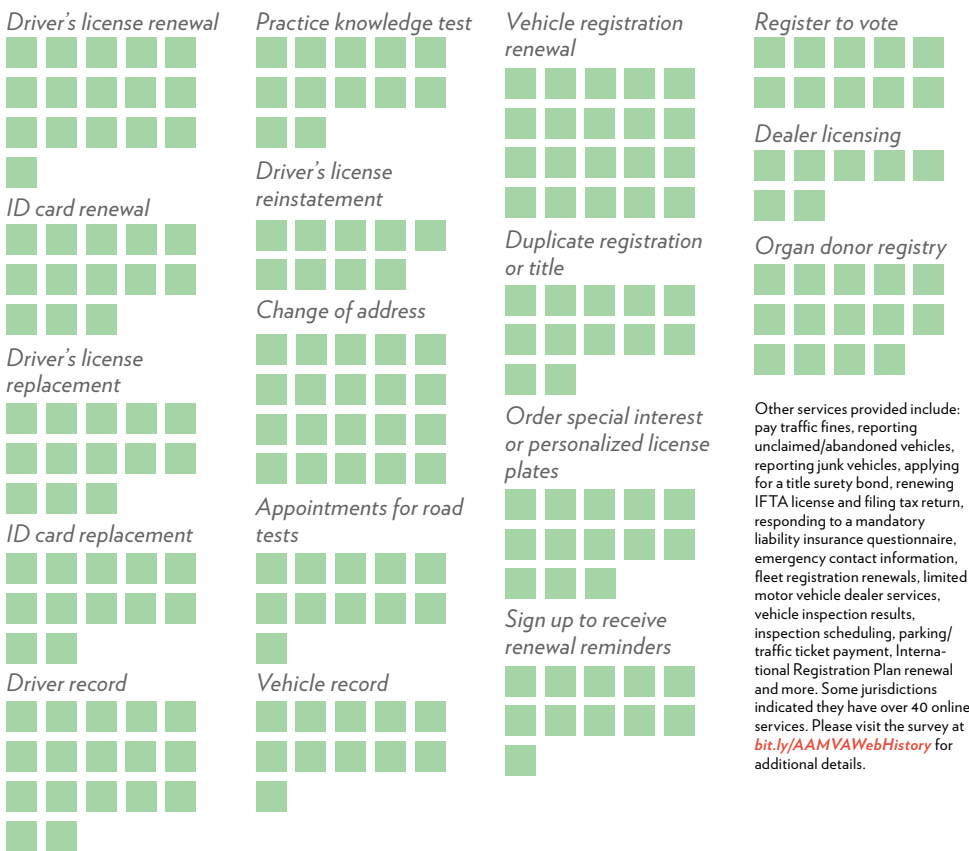 Driver’s license renewal
ID card renewal
Driver’s license
replacement
ID card replacement
Driver record
Practice knowledge test
Driver’s license
reinstatement
Change of address
Appointments for road
tests
Vehicle record
Vehicle registration
renewal
Duplicate registration
or title
Order special interest
or personalized license
plates
Sign up to receive
renewal reminders
Register to vote
Dealer licensing
Organ donor registry
Other services provided include:
pay traffic fines, reporting
unclaimed/abandoned vehicles,
reporting junk vehicles, applying
for a title surety bond, renewing
IFTA license and filing tax return,
responding to a mandatory
liability insurance questionnaire,
emergency contact information,
fleet registration renewals, limited
motor vehicle dealer services,
vehicle inspection results,
inspection scheduling, parking/
traffic ticket payment, Interna-
tional Registration Plan renewal
and more. Some jurisdictions
indicated they have over 40 online
services. Please visit the survey at
bit.ly/AAMVAWebHistory for
additional details.